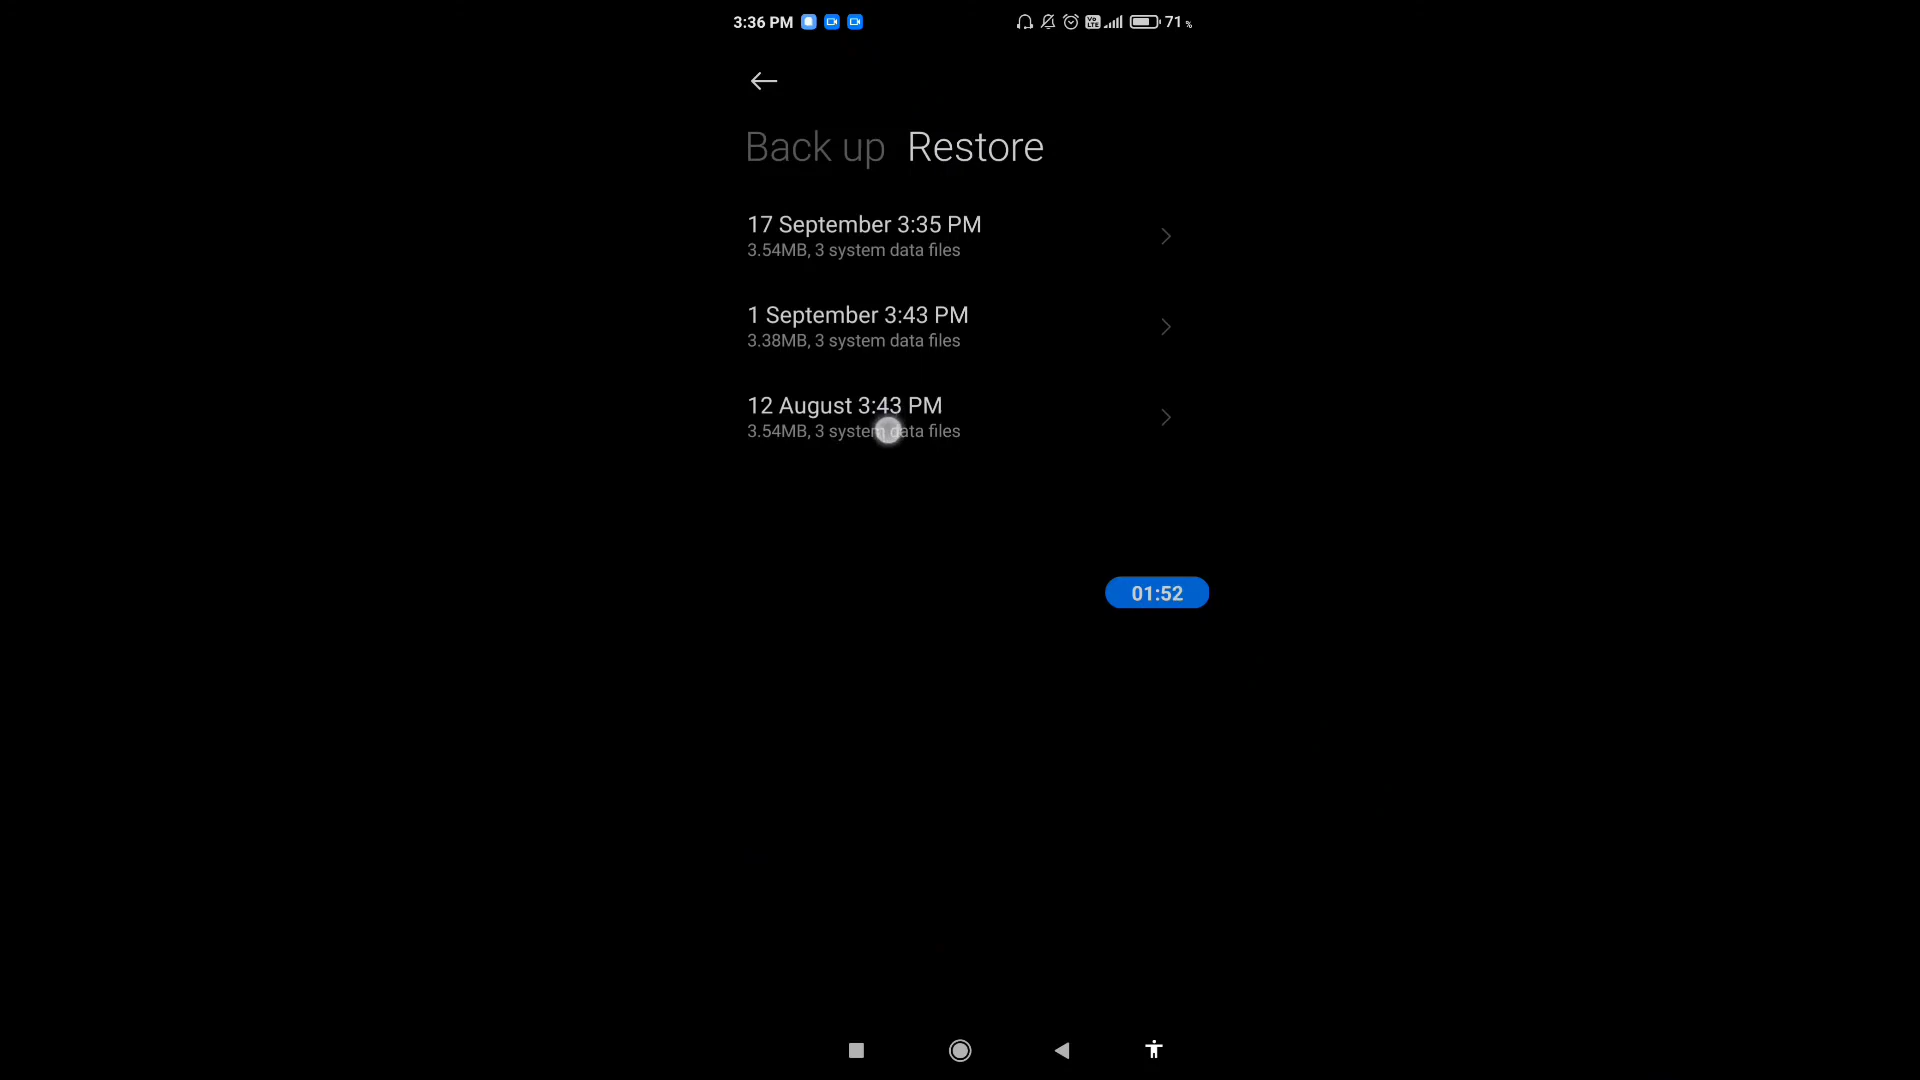 3:36 PM 71 %
Back up Restore
17 September 3:35 PM
3.54MB, 3 system data files
1 September 3:43 PM
3.38MB, 3 system data files
12 August 3:43 PM
3.54MB, 3 system data files
01:52